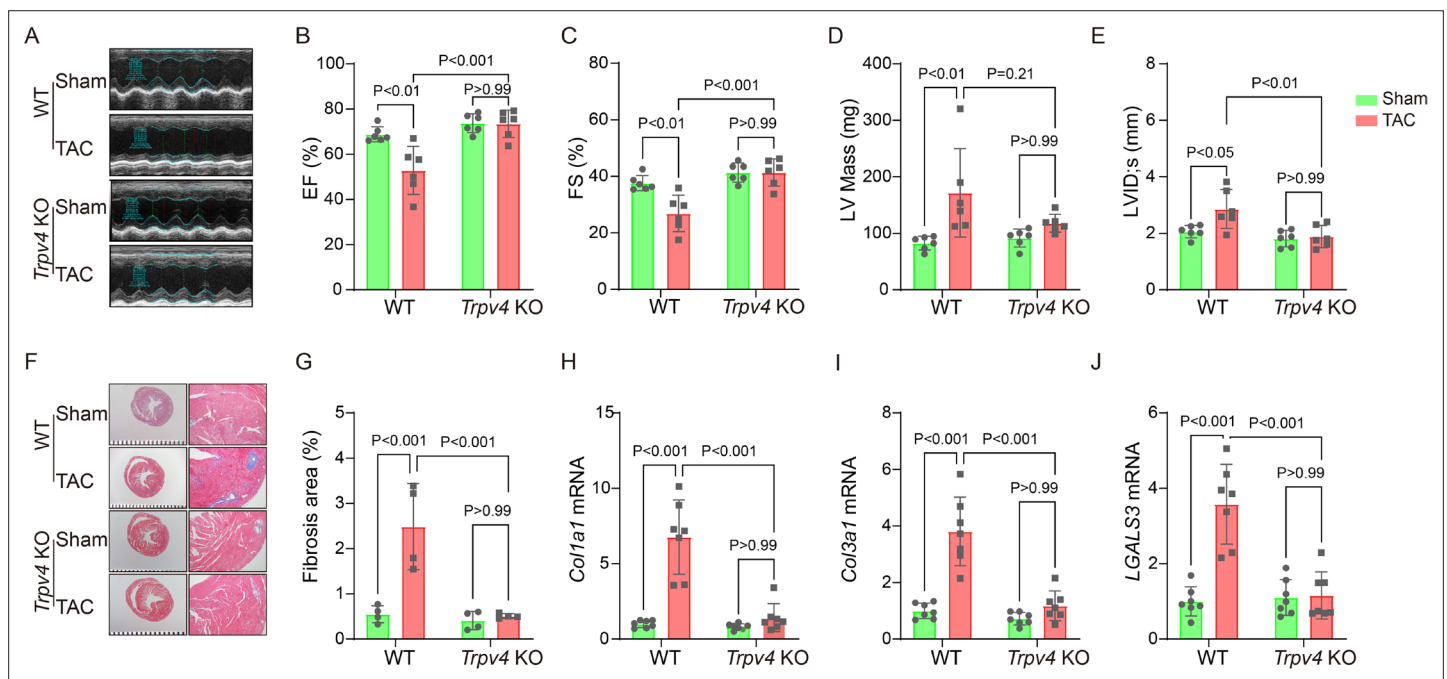 A
Sham
WT
TAC
Sham
Trpv4 KO
TAC
B
P<0.001
P<0.01
P>0.99
EF (%)
100
80
60
40
20
0
WT
Trpv4 KO
C
P<0.001
P<0.01
P>0.99
FS (%)
80
60
40
20
0
WT
Trpv4 KO
D
P<0.01
P=0.21
P>0.99
LV Mass (mg)
400
300
200
100
0
WT
Trpv4 KO
E
P<0.01
P<0.05
P>0.99
LVID;s (mm)
8
6
4
2
0
WT
Trpv4 KO
Sham
TAC
F
Sham
WT
TAC
Sham
Trpv4 KO
TAC
G
P<0.001
P<0.001
P>0.99
Fibrosis area (%)
5
4
3
2
1
0
WT
Trpv4 KO
H
P<0.001
P<0.001
P>0.99
Col1a1 mRNA
15
10
5
0
WT
Trpv4 KO
I
P<0.001
P<0.001
P>0.99
Col3a1 mRNA
8
6
4
2
0
WT
Trpv4 KO
J
P<0.001
P<0.001
P>0.99
LGALS3 mRNA
6
4
2
0
WT
Trpv4 KO